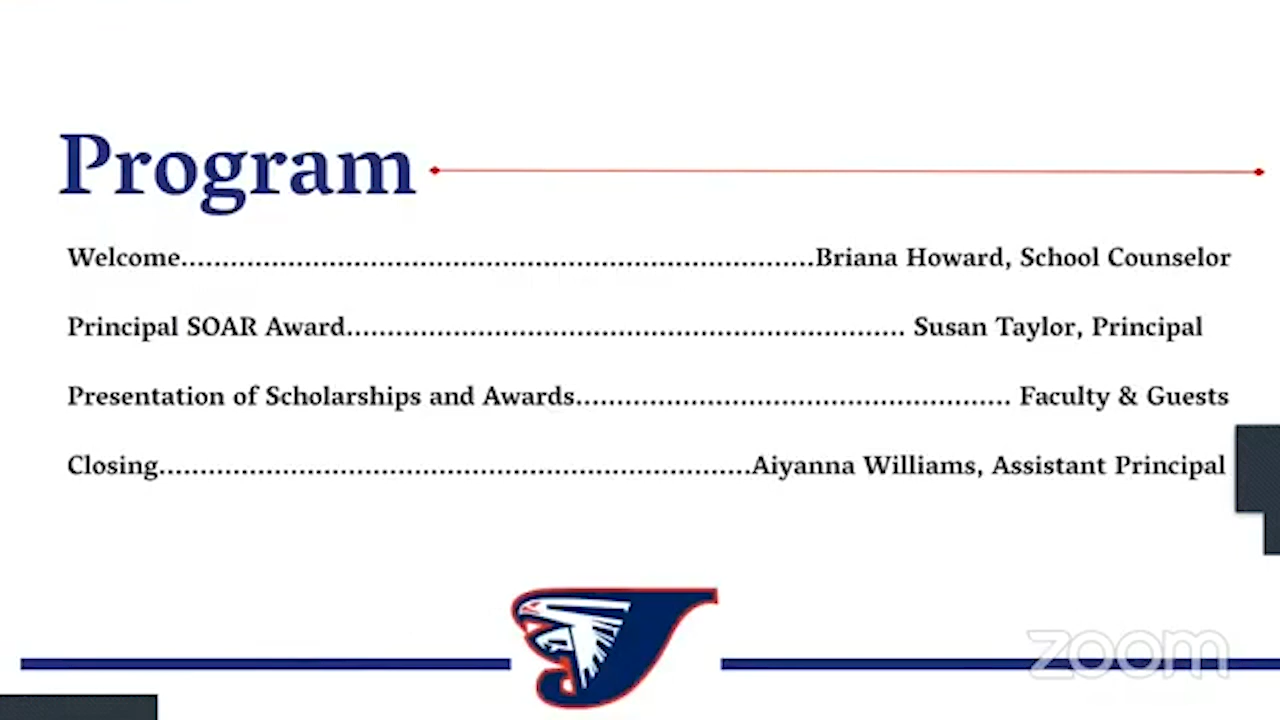 Program
Welcome..............................................................................Briana Howard, School Counselor
Principal SOAR Award..................................................................... Susan Taylor, Principal
Presentation of Scholarships and Awards..................................................... Faculty & Guests
Closing.........................................................................Aiyanna Williams, Assistant Principal
zoom